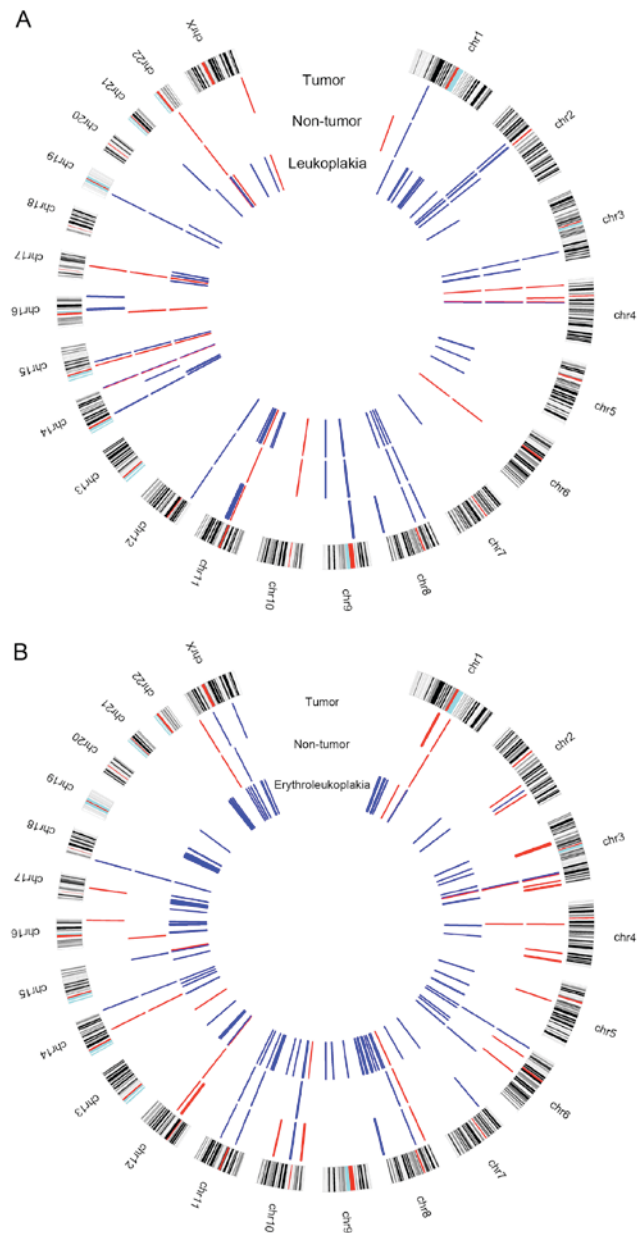 A
chrX
chr1
chr22
chr21
Tumor
chr20
chr2
Non-tumor
chr19
Leukoplakia
chr18
chr3
chr17
chr16
chr4
chr15
chr5
chr14
chr6
chr13
chr12
chr7
chr11
chr10
chr9
chr8
B
chrX
chr1
chr22
chr21
Tumor
chr20
chr2
Non-tumor
chr19
Erythroleukoplakia
chr18
chr3
chr17
chr16
chr4
chr15
chr5
chr14
chr6
chr13
chr12
chr7
chr11
chr10
chr9
chr8